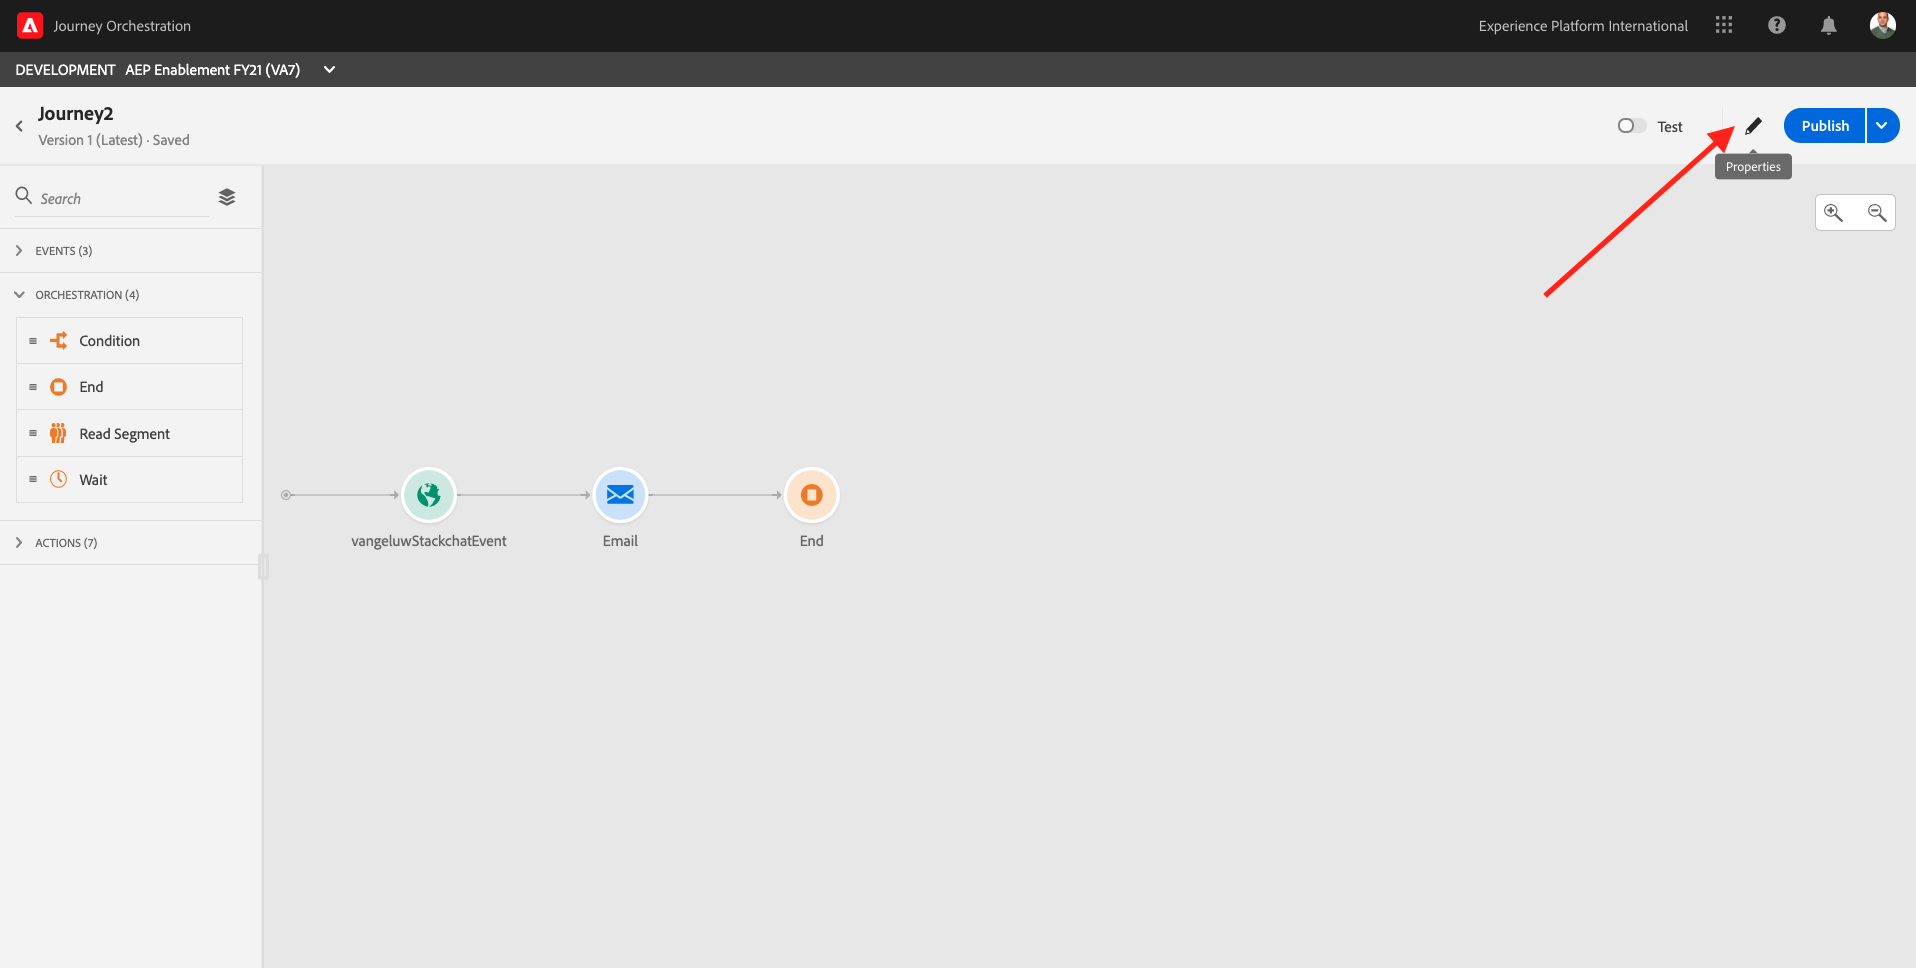 Journey Orchestration
Experience Platform International
DEVELOPMENT AEP Enablement FY21 (VA7)
Journey2
Version 1 (Latest) · Saved
Test
Publish
Properties
Search
EVENTS (3)
ORCHESTRATION (4)
Condition
End
Read Segment
Wait
ACTIONS (7)
vangeluwStackchatEvent
Email
End